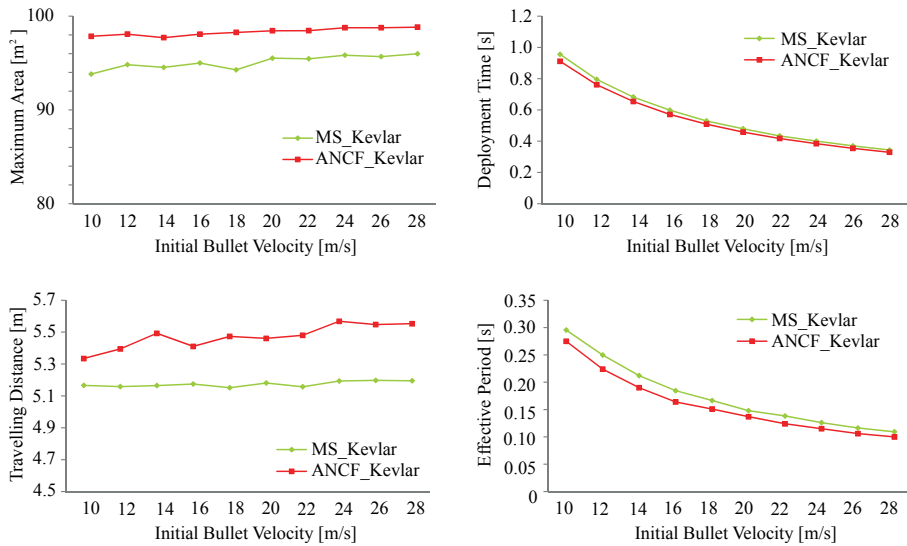 Maximum Area [m²]
100
90
80
MS_Kevlar
ANCF_Kevlar
10 12 14 16 18 20 22 24 26 28
Initial Bullet Velocity [m/s]
Deployment Time [s]
1.0
0.8
0.6
0.4
0.2
0
MS_Kevlar
ANCF_Kevlar
10 12 14 16 18 20 22 24 26 28
Initial Bullet Velocity [m/s]
Travelling Distance [m]
5.7
5.5
5.3
5.1
4.9
4.7
4.5
MS_Kevlar
ANCF_Kevlar
10 12 14 16 18 20 22 24 26 28
Initial Bullet Velocity [m/s]
Effective Period [s]
0.35
0.30
0.25
0.20
0.15
0.10
0.05
0
MS_Kevlar
ANCF_Kevlar
10 12 14 16 18 20 22 24 26 28
Initial Bullet Velocity [m/s]